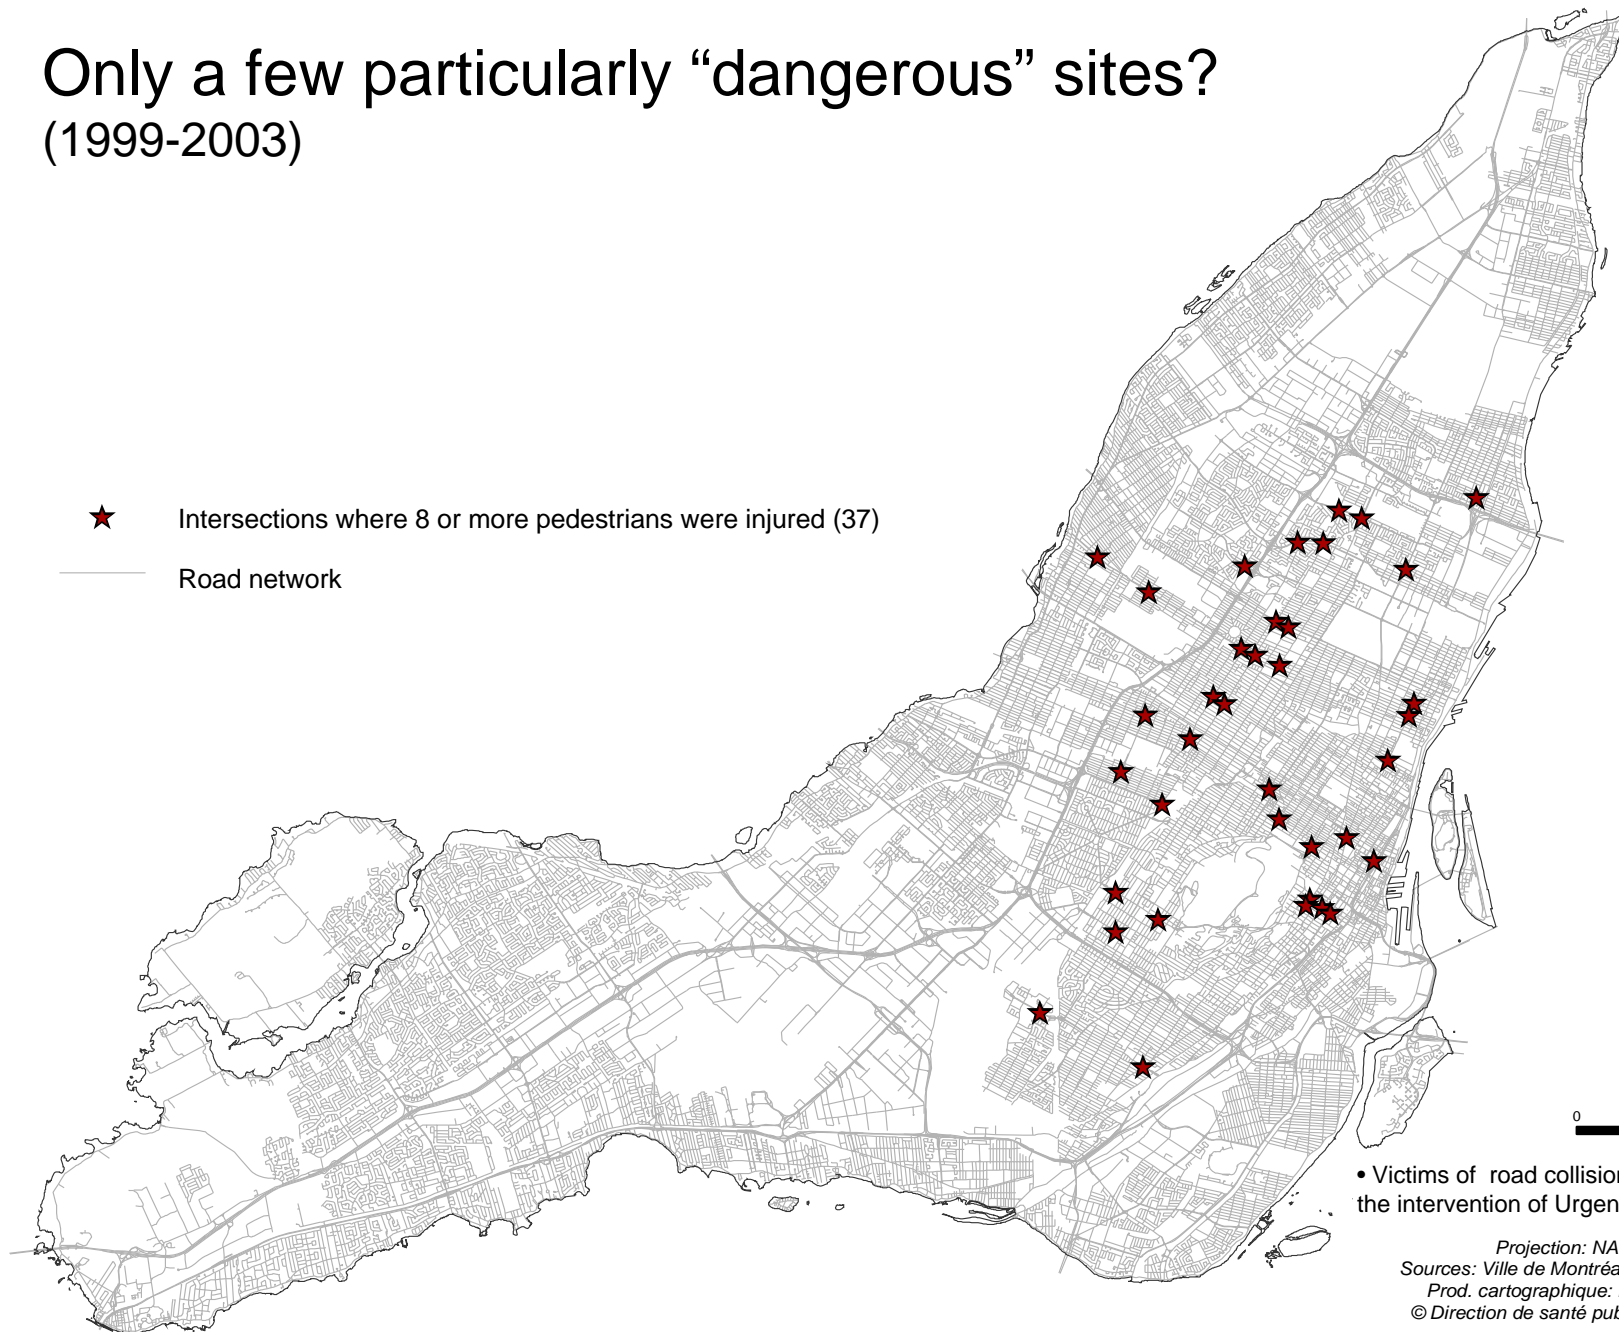 Only a few particularly “dangerous” sites?
(1999-2003)
Intersections where 8 or more pedestrians were injured (37)
Road network
0
• Victims of road collision
the intervention of Urgen
Projection: NA
Sources: Ville de Montréa
Prod. cartographique:
© Direction de santé pub